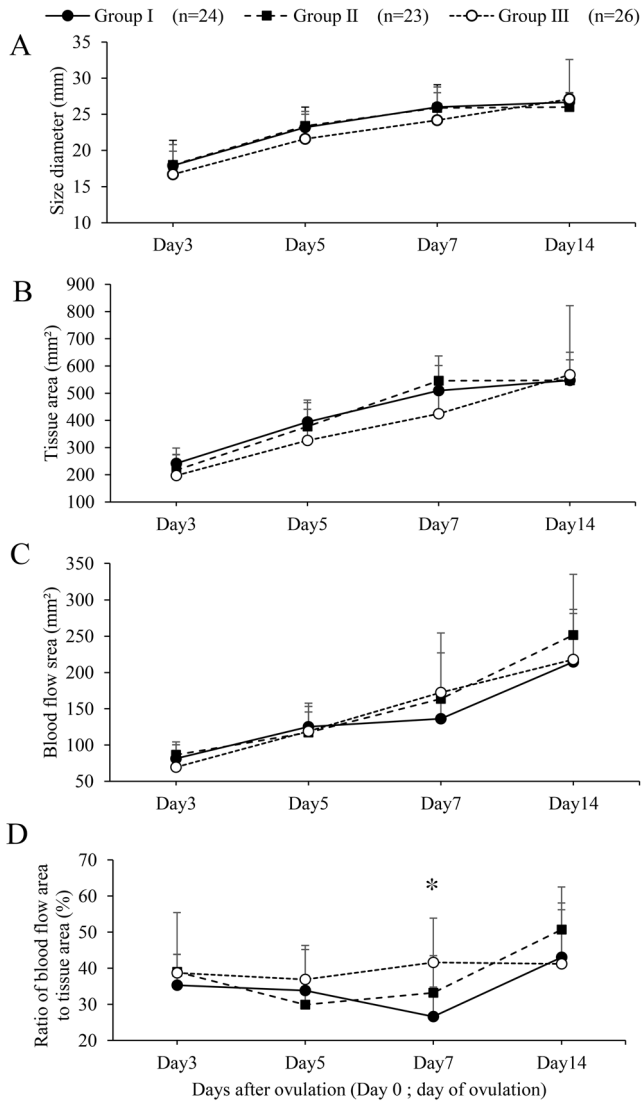 Group I (n=24) Group II (n=23) Group III (n=26)
A
Size diameter (mm)
35
30
25
20
15
10
Day3 Day5 Day7 Day14
B
Tissue area (mm²)
900
800
700
600
500
400
300
200
100
Day3 Day5 Day7 Day14
C
Blood flow srea (mm²)
350
300
250
200
150
100
50
Day3 Day5 Day7 Day14
D
Ratio of blood flow area
to tissue area (%)
70
60
50
40
30
20
*
Day3 Day5 Day7 Day14
Days after ovulation (Day 0 ; day of ovulation)